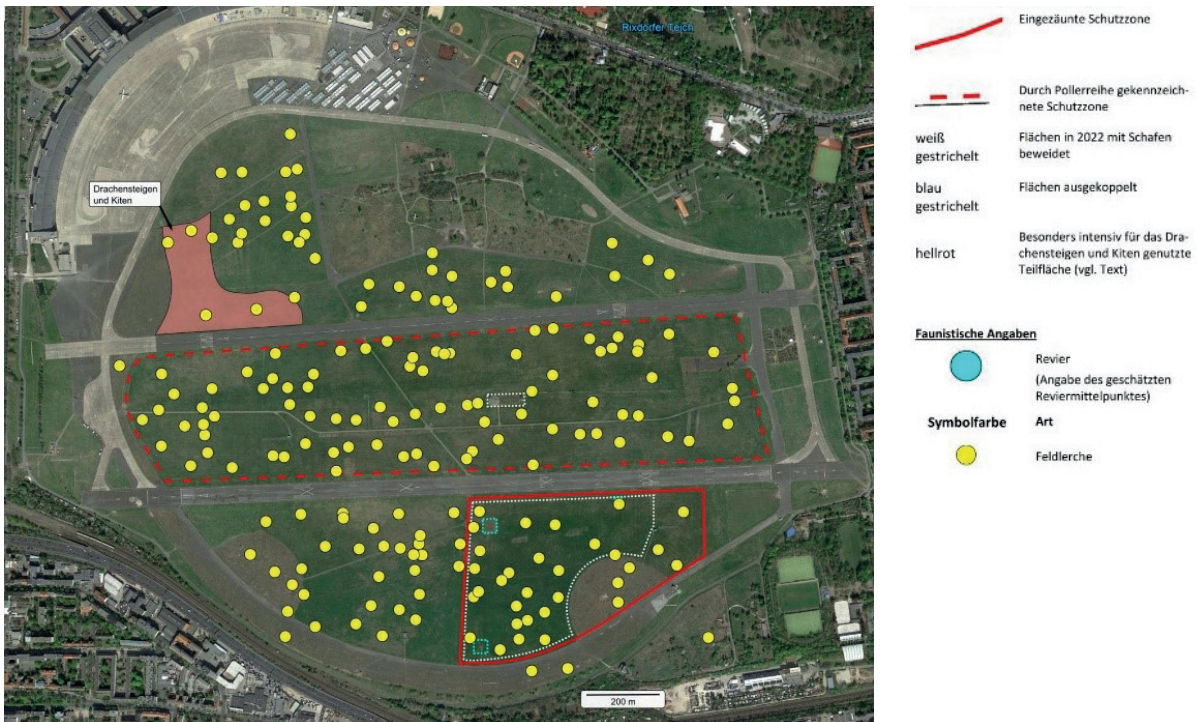 Rixdorfer Teich
Drachensteigen
und Kiten
200 m
Eingezäunte Schutzzone
Durch Pollerreihe gekennzeich-
nete Schutzzone
weiß
gestrichelt
Flächen in 2022 mit Schafen
beweidet
blau
gestrichelt
Flächen ausgekoppelt
hellrot
Besonders intensiv für das Dra-
chensteigen und Kiten genutzte
Teilfläche (vgl. Text)
Faunistische Angaben
Revier
(Angabe des geschätzten
Reviermittelpunktes)
Symbolfarbe Art
Feldlerche